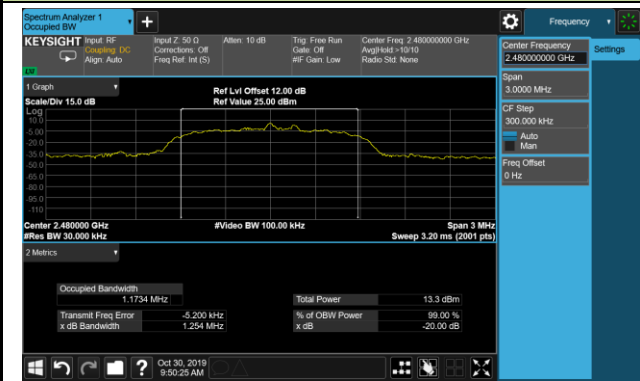 Spectrum Analyzer 1
Occupied BW
+
Frequency
KEYSIGHT
Input: RF
Coupling: DC
Align: Auto
Input Z: 50 Ω
Corrections: Off
Freq Ref: Int (S)
Atten: 10 dB
Trig: Free Run
Gate: Off
#IF Gain: Low
Center Freq: 2.480000000 GHz
Avg|Hold:>10/10
Radio Std: None
Center Frequency
2.480000000 GHz
Settings
Span
3.0000 MHz
CF Step
300.000 kHz
Auto
Man
Freq Offset
0 Hz
1 Graph
Scale/Div 15.0 dB
Ref Lvl Offset 12.00 dB
Ref Value 25.00 dBm
Log
10.0
-5.00
-20.0
-35.0
-50.0
-65.0
-80.0
-95.0
-110
Center 2.480000 GHz
#Res BW 30.000 kHz
#Video BW 100.00 kHz
Span 3 MHz
Sweep 3.20 ms (2001 pts)
2 Metrics
Occupied Bandwidth
1.1734 MHz
Total Power 13.3 dBm
Transmit Freq Error -5.200 kHz
% of OBW Power 99.00 %
x dB Bandwidth 1.254 MHz
x dB -20.00 dB
?
Oct 30, 2019
9:50:25 AM